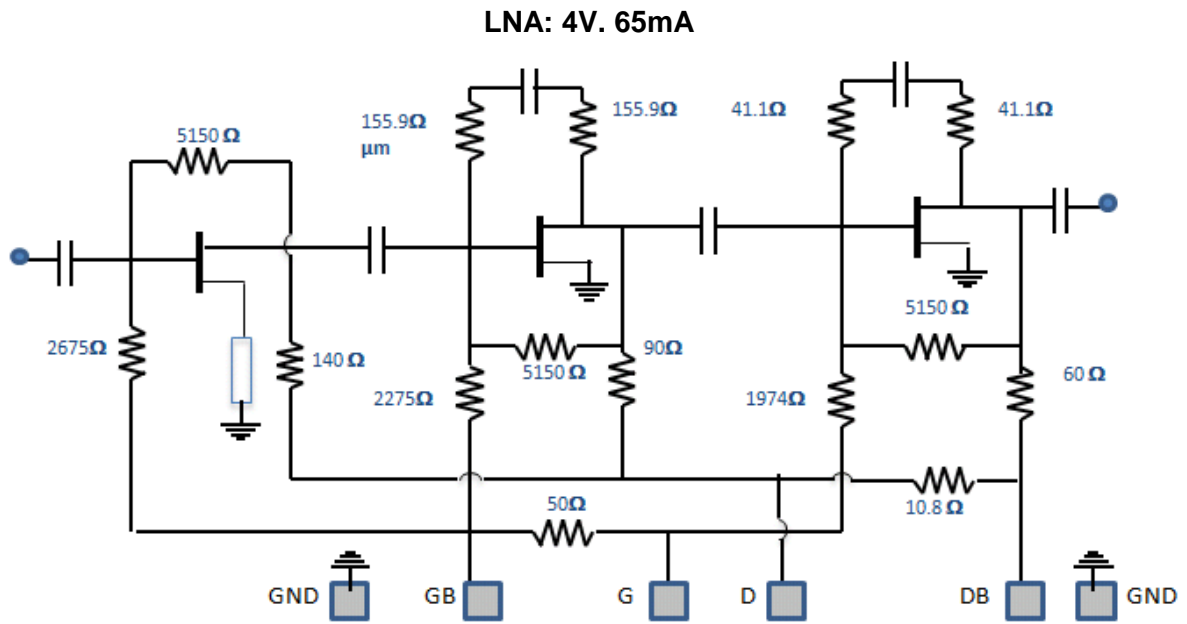 LNA: 4V. 65mA
5150 Ω
155.9Ω
µm
155.9Ω
41.1Ω
41.1Ω
2675Ω
140 Ω
5150 Ω
90Ω
2275Ω
5150 Ω
1974Ω
60 Ω
50Ω
10.8 Ω
GND
GB
G
D
DB
GND